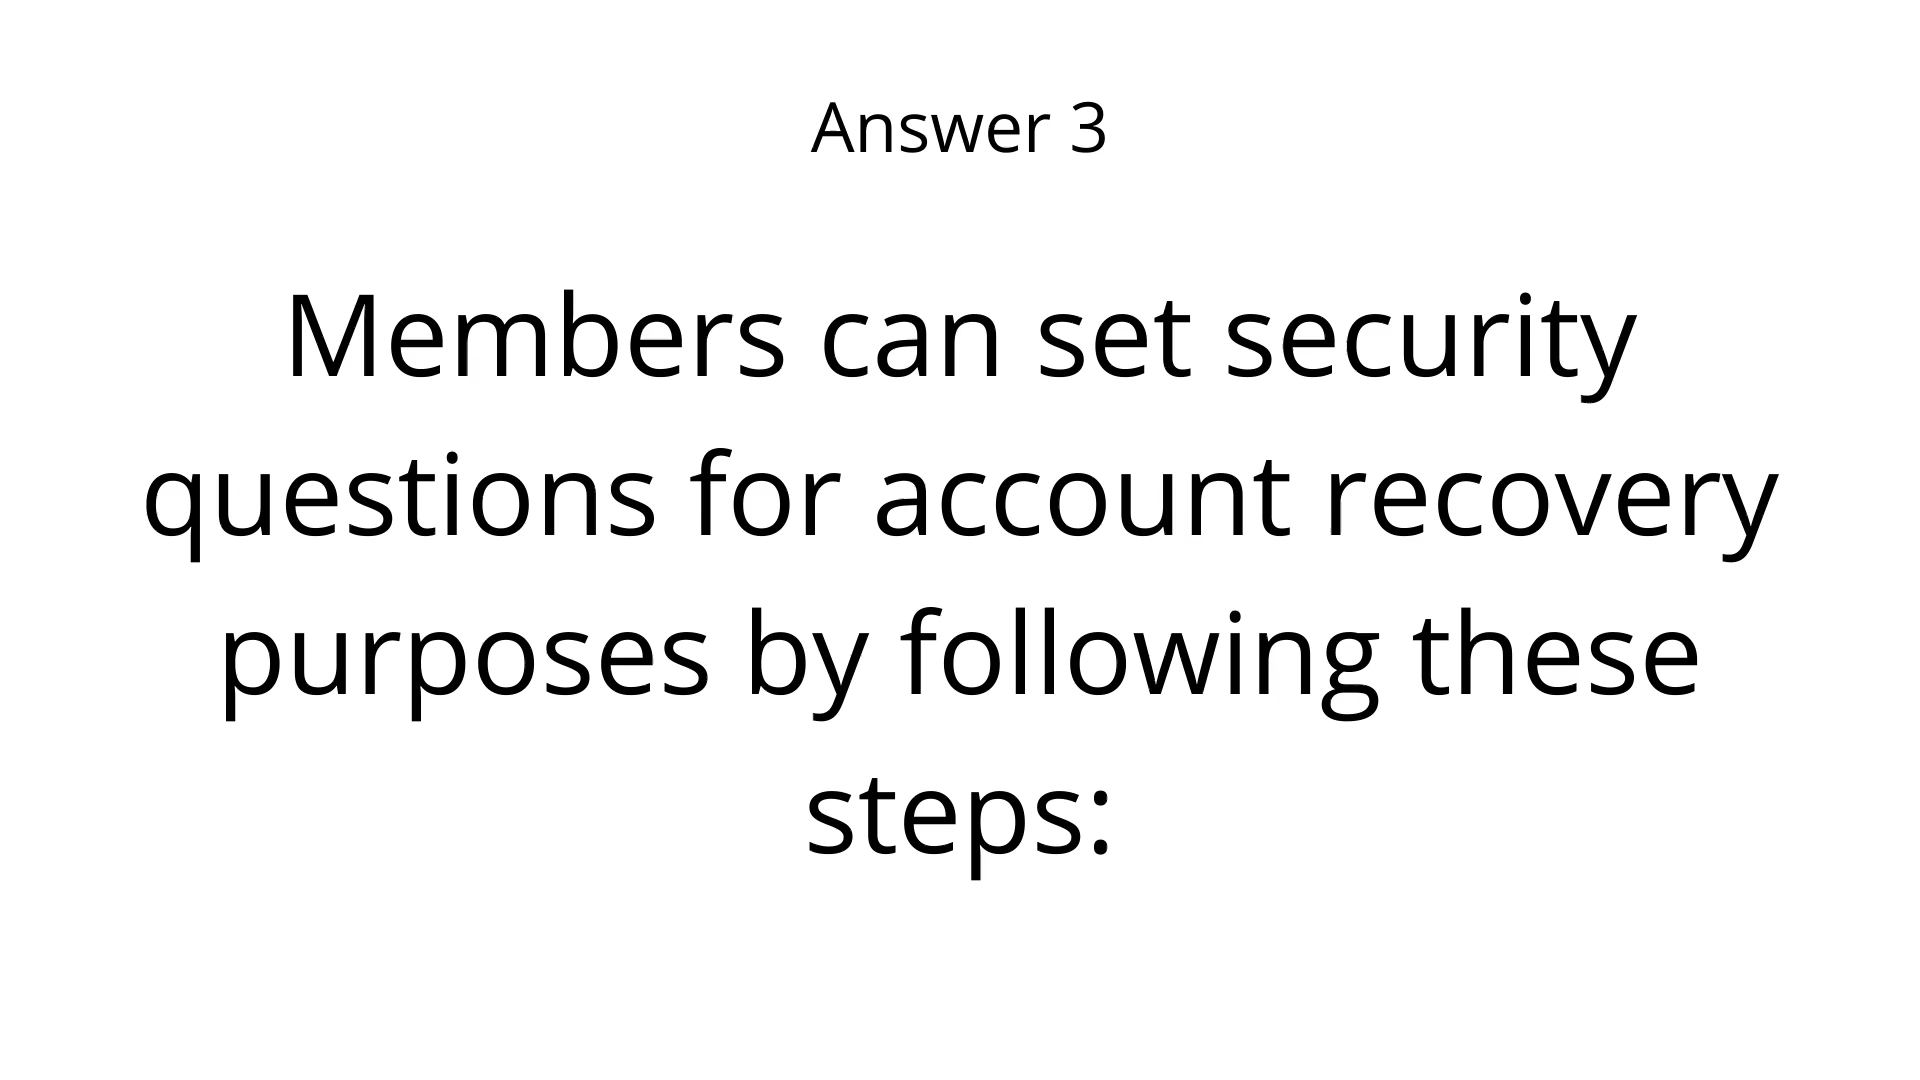 Answer 3
Members can set security
questions for account recovery
purposes by following these
steps: